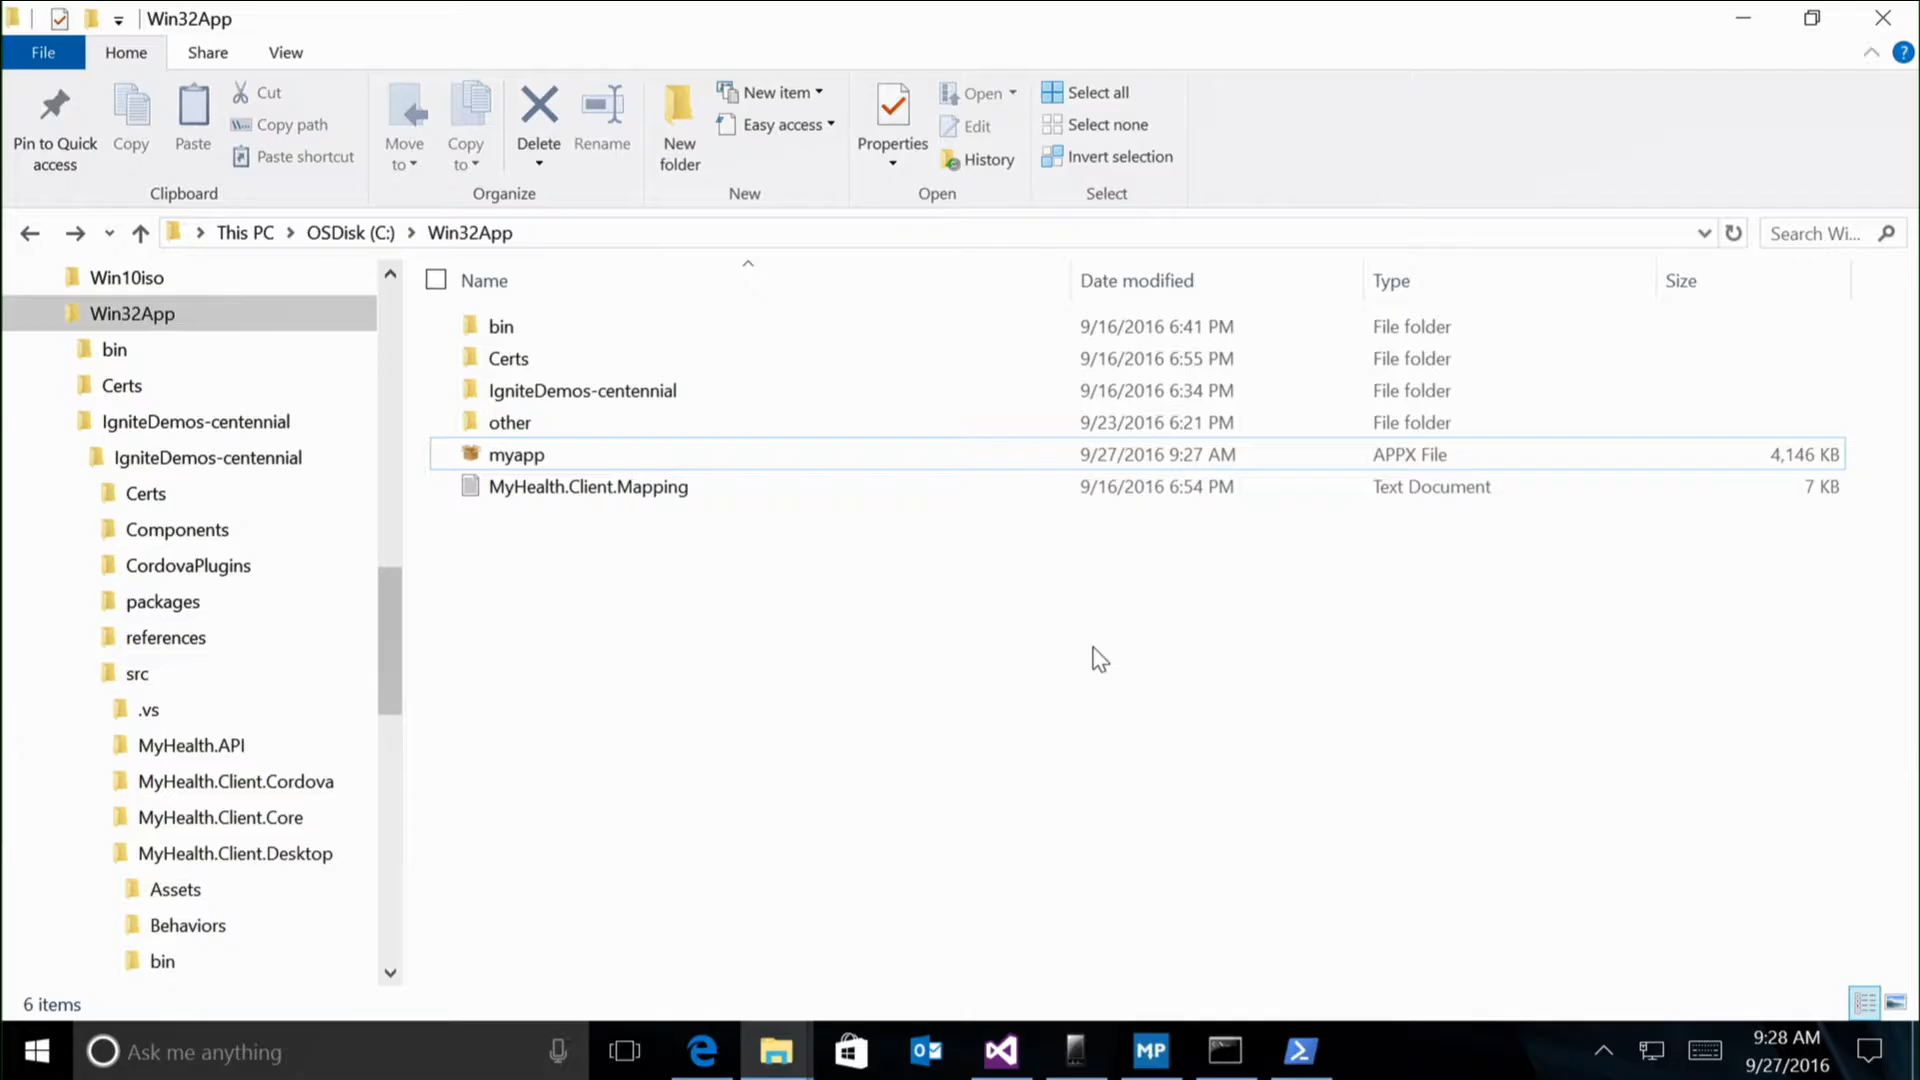 Win32App
File Home Share View
Pin to Quick access
Copy
Paste
Cut
Copy path
Paste shortcut
Clipboard
Move to
Copy to
Delete
Rename
Organize
New folder
New item
Easy access
New
Properties
Open
Edit
History
Open
Select all
Select none
Invert selection
Select
This PC > OSDisk (C:) > Win32App
Search Wi...
Win10iso
Win32App
bin
Certs
IgniteDemos-centennial
IgniteDemos-centennial
Certs
Components
CordovaPlugins
packages
references
src
.vs
MyHealth.API
MyHealth.Client.Cordova
MyHealth.Client.Core
MyHealth.Client.Desktop
Assets
Behaviors
bin
Name Date modified Type Size
bin 9/16/2016 6:41 PM File folder
Certs 9/16/2016 6:55 PM File folder
IgniteDemos-centennial 9/16/2016 6:34 PM File folder
other 9/23/2016 6:21 PM File folder
myapp 9/27/2016 9:27 AM APPX File 4,146 KB
MyHealth.Client.Mapping 9/16/2016 6:54 PM Text Document 7 KB
6 items
Ask me anything
MP
9:28 AM
9/27/2016